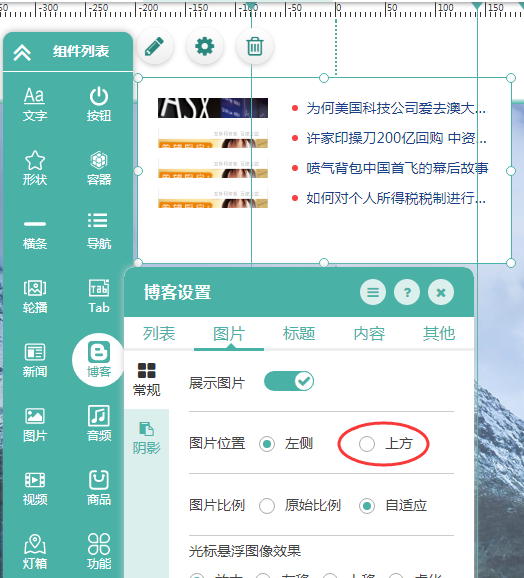 -300 -250 -200 -150 -100 -50 0 50 100 150
组件列表
Aa
文字
按钮
形状
容器
横条
导航
轮播
Tab
Tab
新闻
博客
图片
音频
视频
商品
灯箱
功能
为何美国科技公司爱去澳大...
许家印操刀200亿回购 中资...
喷气背包中国首飞的幕后故事
如何对个人所得税税制进行...
博客设置
?
列表 图片 标题 内容 其他
常规
阴影
展示图片
图片位置 左侧 上方
图片比例 原始比例 自适应
光标悬浮图像效果